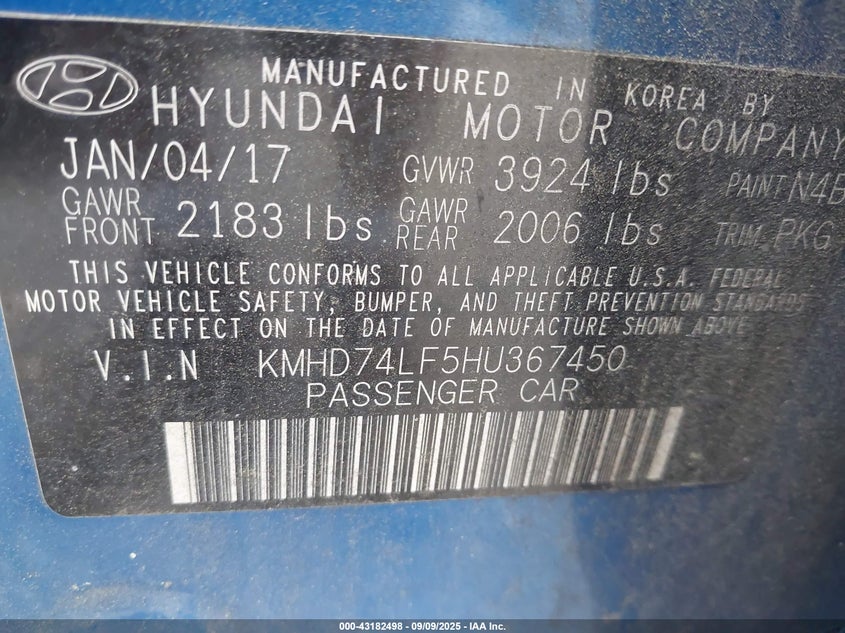 MANUFACTURED IN KOREA BY
HYUNDAI MOTOR COMPANY
JAN/04/17 GVWR 3924 lbs PAINT N4B
GAWR FRONT 2183 lbs GAWR REAR 2006 lbs TRIM PKG
THIS VEHICLE CONFORMS TO ALL APPLICABLE U.S.A. FEDERAL
MOTOR VEHICLE SAFETY, BUMPER, AND THEFT PREVENTION STANDARDS
IN EFFECT ON THE DATE OF MANUFACTURE SHOWN ABOVE
V.I.N KMHD74LF5HU367450
PASSENGER CAR
000-43182498 - 09/09/2025 - IAA Inc.